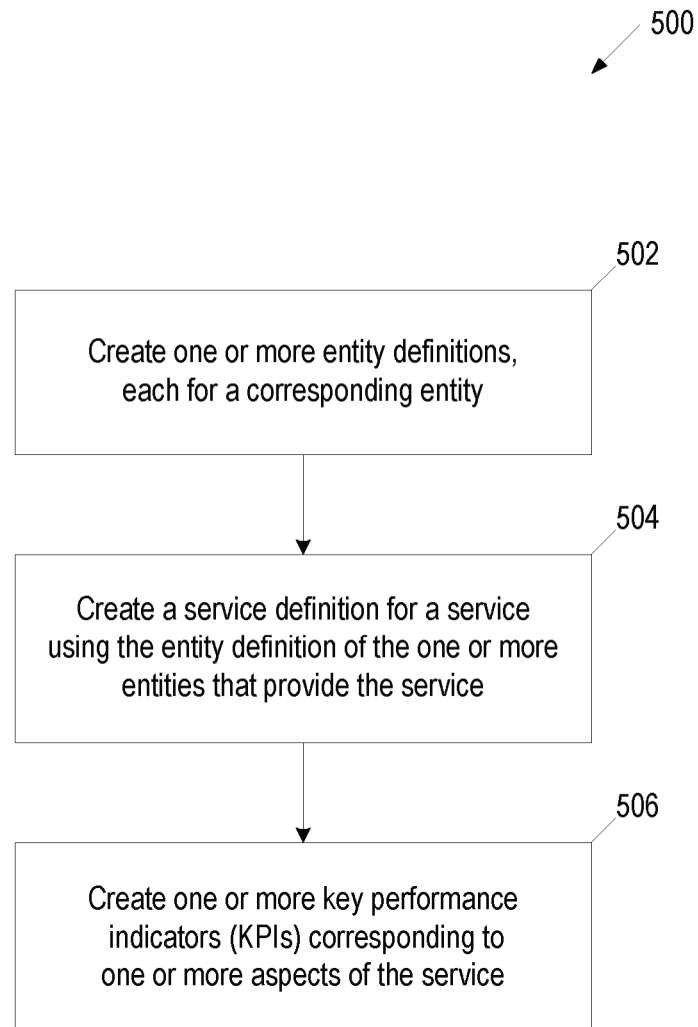 500
502
Create one or more entity definitions,
each for a corresponding entity
504
Create a service definition for a service
using the entity definition of the one or more
entities that provide the service
506
Create one or more key performance
indicators (KPIs) corresponding to
one or more aspects of the service